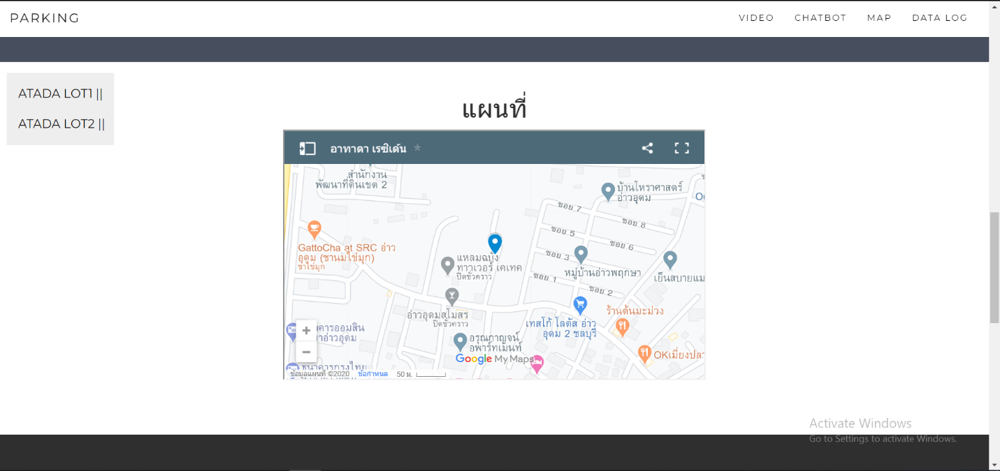 PARKING
VIDEO
CHATBOT
MAP
DATA LOG
ATADA LOT1 ||
ATADA LOT2 ||
แผนที่
อาทาดา เรซิเด้น
สำนักงาน
พัฒนาที่ดินเขต 2
บ้านโหราศาสตร์
อ่าวอุดม
ซอย 7
ซอย 8
ซอย 5
ซอย 6
ซอย 3
ซอย 1
ซอย 2
GattoCha at SRC อ่าว
อุดม (ชานมไข่มุก)
ชาไข่มุก
แหลมฉบัง
ทาวเวอร์ เคเทค
ปิดชั่วคราว
หมู่บ้านอ่าวพฤกษา
เย็นสบายแม
อ่าวอุดมสโมสร
ปิดชั่วคราว
ร้านต้นมะม่วง
เทสโก้ โลตัส อ่าว
อุดม 2 ชลบุรี
าคารออมสิน
าอ่าวอุดม
อรุณกาญจน์
อพาร์ทเมนท์
OKเมี่ยงปลา
Google My Maps
ธนาคารกรุงไทย
+
−
ข้อมูลแผนที่ ©2020
ข้อกำหนด
50 ม.
Activate Windows
Go to Settings to activate Windows.